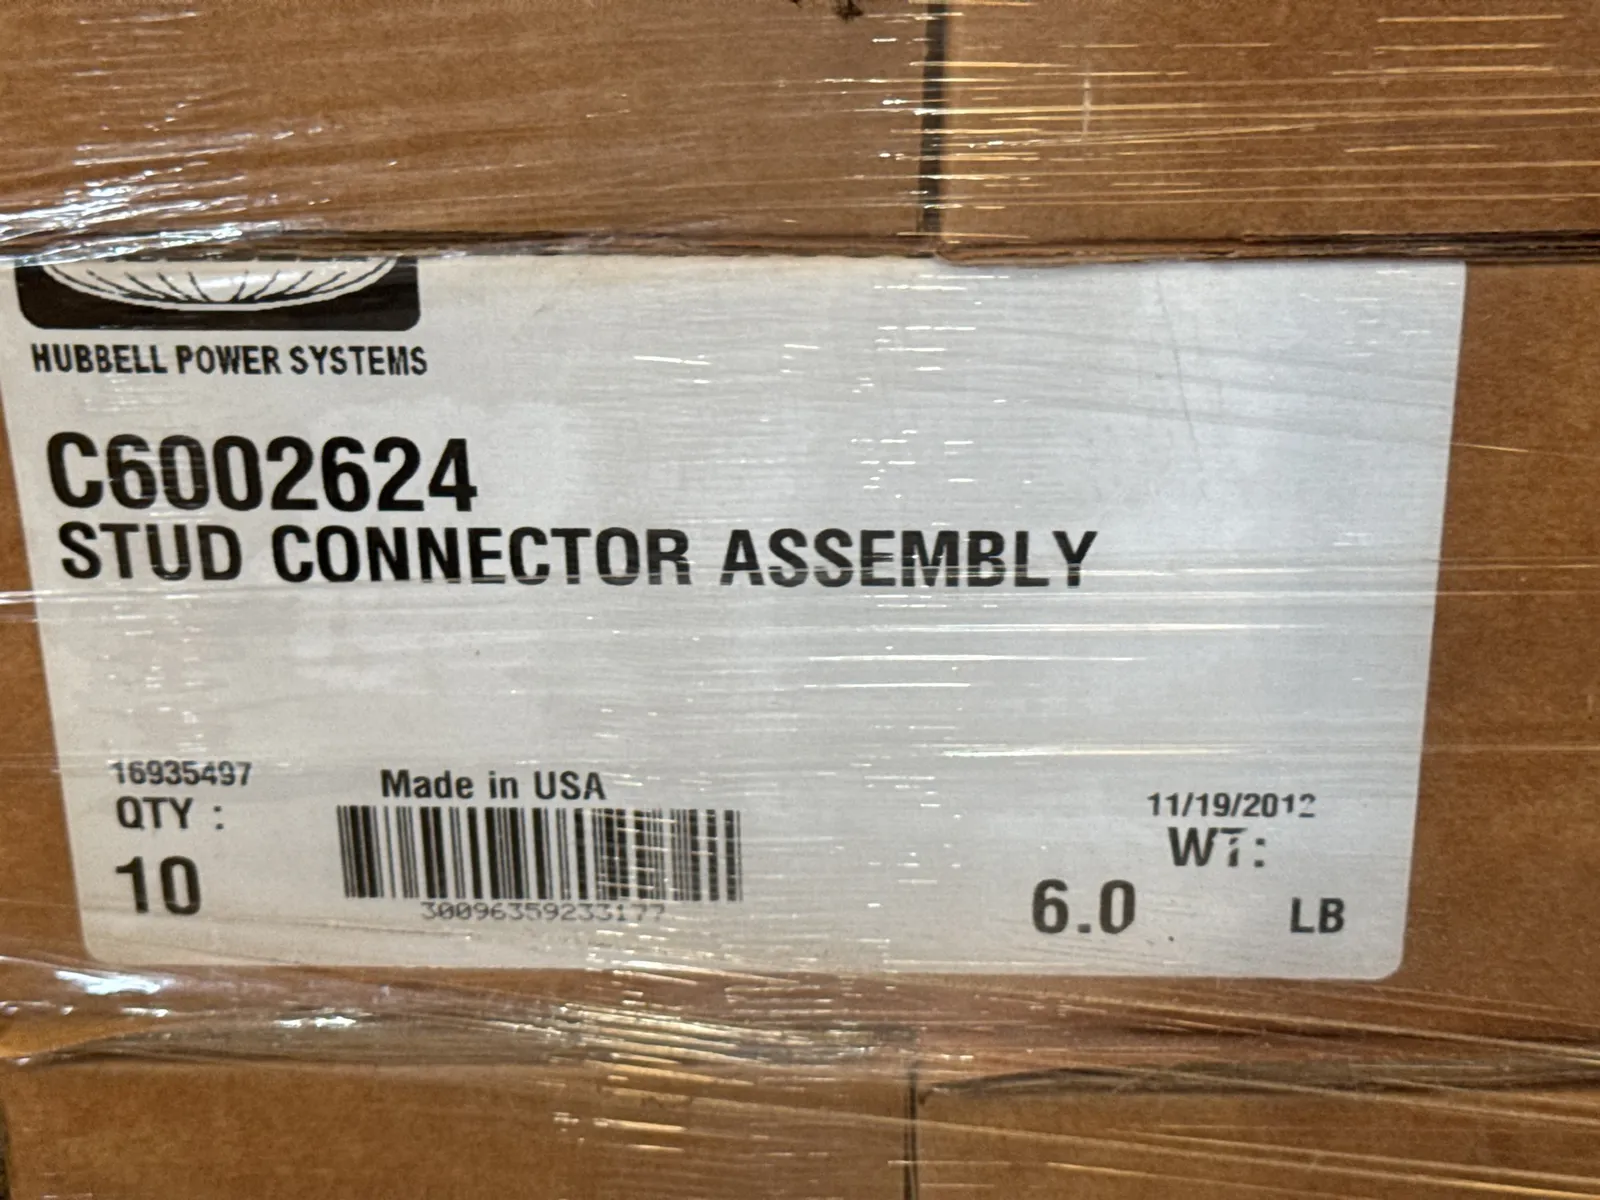 HUBBELL POWER SYSTEMS
C6002624
STUD CONNECTOR ASSEMBLY
16935497
QTY :
10
Made in USA
30096359233177
11/19/2012
WT:
6.0 LB